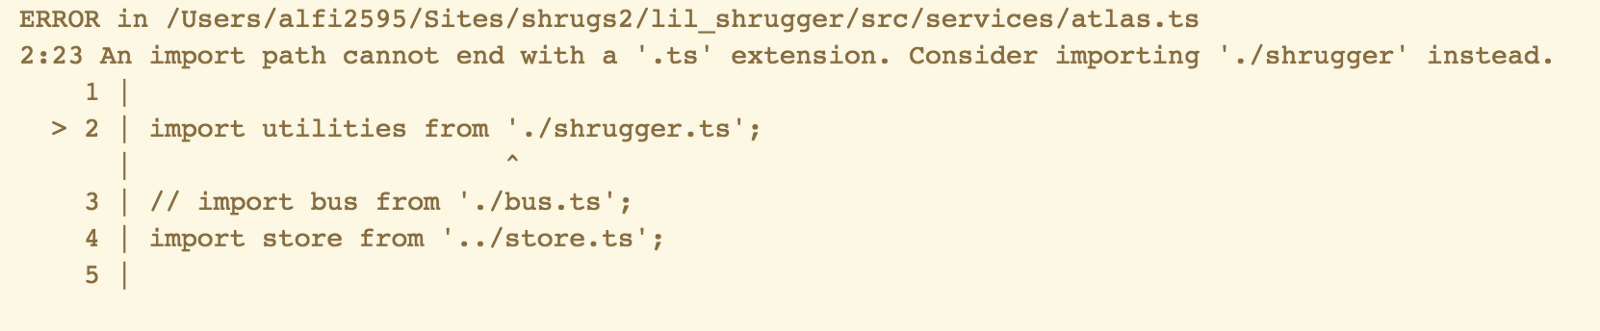 ERROR in /Users/alfi2595/Sites/shrugs2/lil_shrugger/src/services/atlas.ts
2:23 An import path cannot end with a '.ts' extension. Consider importing './shrugger' instead.
    1 |
  > 2 | import utilities from './shrugger.ts';
      |                       ^
    3 | // import bus from './bus.ts';
    4 | import store from '../store.ts';
    5 |